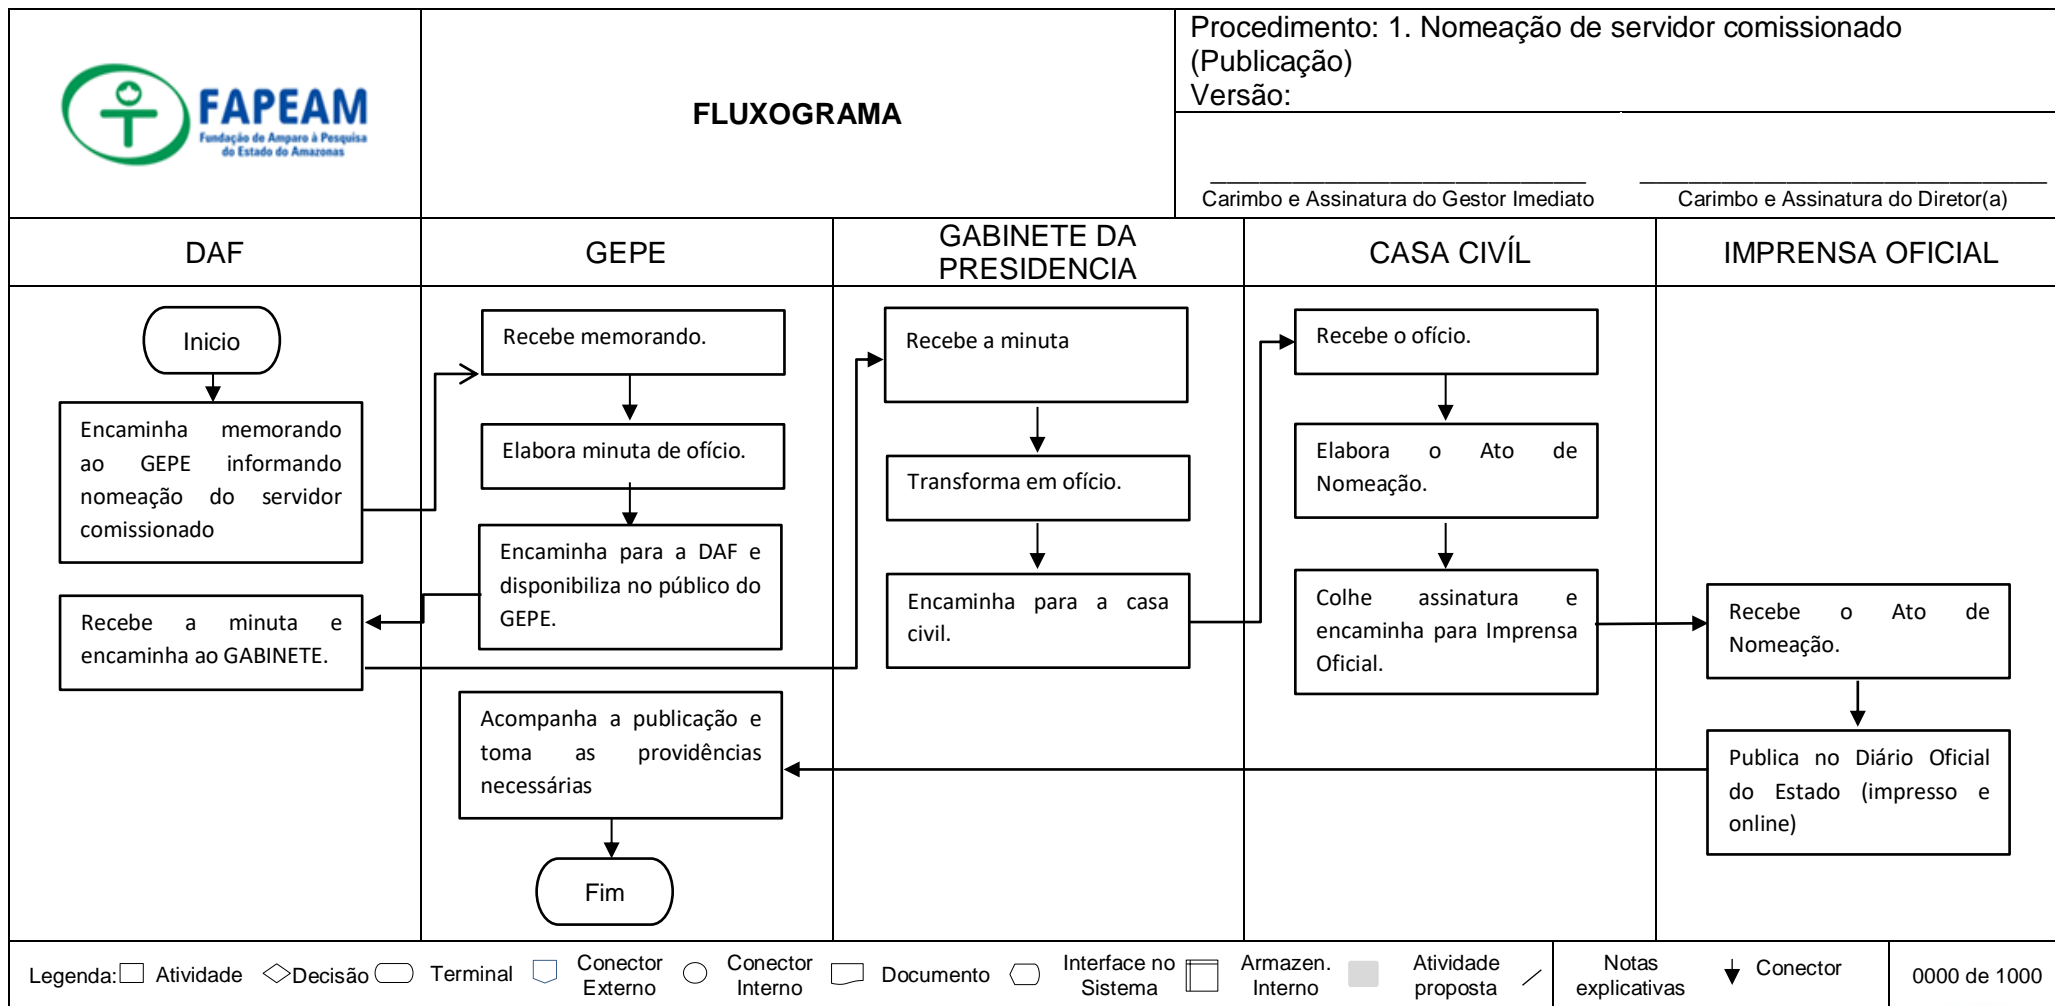 FAPEAM
Fundação de Amparo à Pesquisa
do Estado do Amazonas
FLUXOGRAMA
Procedimento: 1. Nomeação de servidor comissionado
(Publicação)
Versão:
Carimbo e Assinatura do Gestor Imediato
Carimbo e Assinatura do Diretor(a)
DAF
GEPE
GABINETE DA
PRESIDENCIA
CASA CIVÍL
IMPRENSA OFICIAL
Inicio
Encaminha memorando
ao GEPE informando
nomeação do servidor
comissionado
Recebe a minuta e
encaminha ao GABINETE.
Recebe memorando.
Elabora minuta de ofício.
Encaminha para a DAF e
disponibiliza no público do
GEPE.
Acompanha a publicação e
toma as providências
necessárias
Fim
Recebe a minuta
Transforma em ofício.
Encaminha para a casa
civil.
Recebe o ofício.
Elabora o Ato de
Nomeação.
Colhe assinatura e
encaminha para Imprensa
Oficial.
Recebe o Ato de
Nomeação.
Publica no Diário Oficial
do Estado (impresso e
online)
Legenda:
Atividade
Decisão
Terminal
Conector
Externo
Conector
Interno
Documento
Interface no
Sistema
Armazen.
Interno
Atividade
proposta
Notas
explicativas
Conector
0000 de 1000